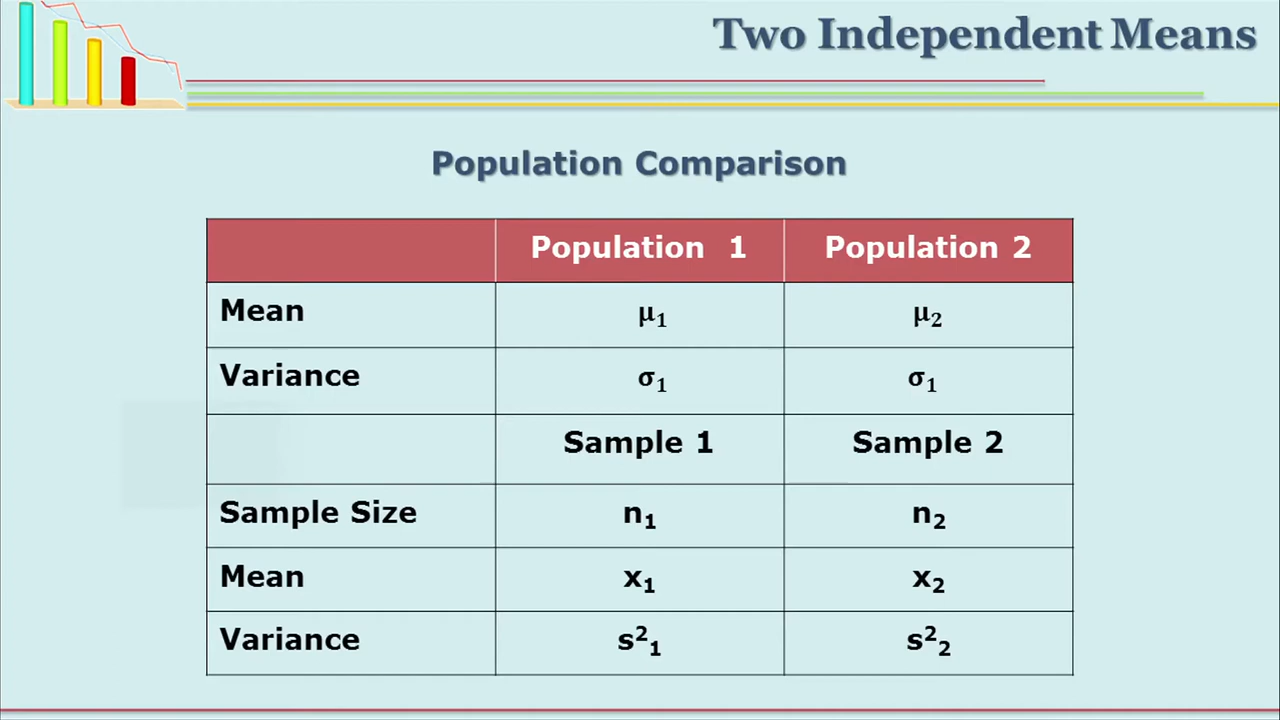 Two Independent Means
Population Comparison
Population 1 Population 2
Mean μ₁ μ₂
Variance σ₁ σ₁
Sample 1 Sample 2
Sample Size n₁ n₂
Mean x₁ x₂
Variance s²₁ s²₂